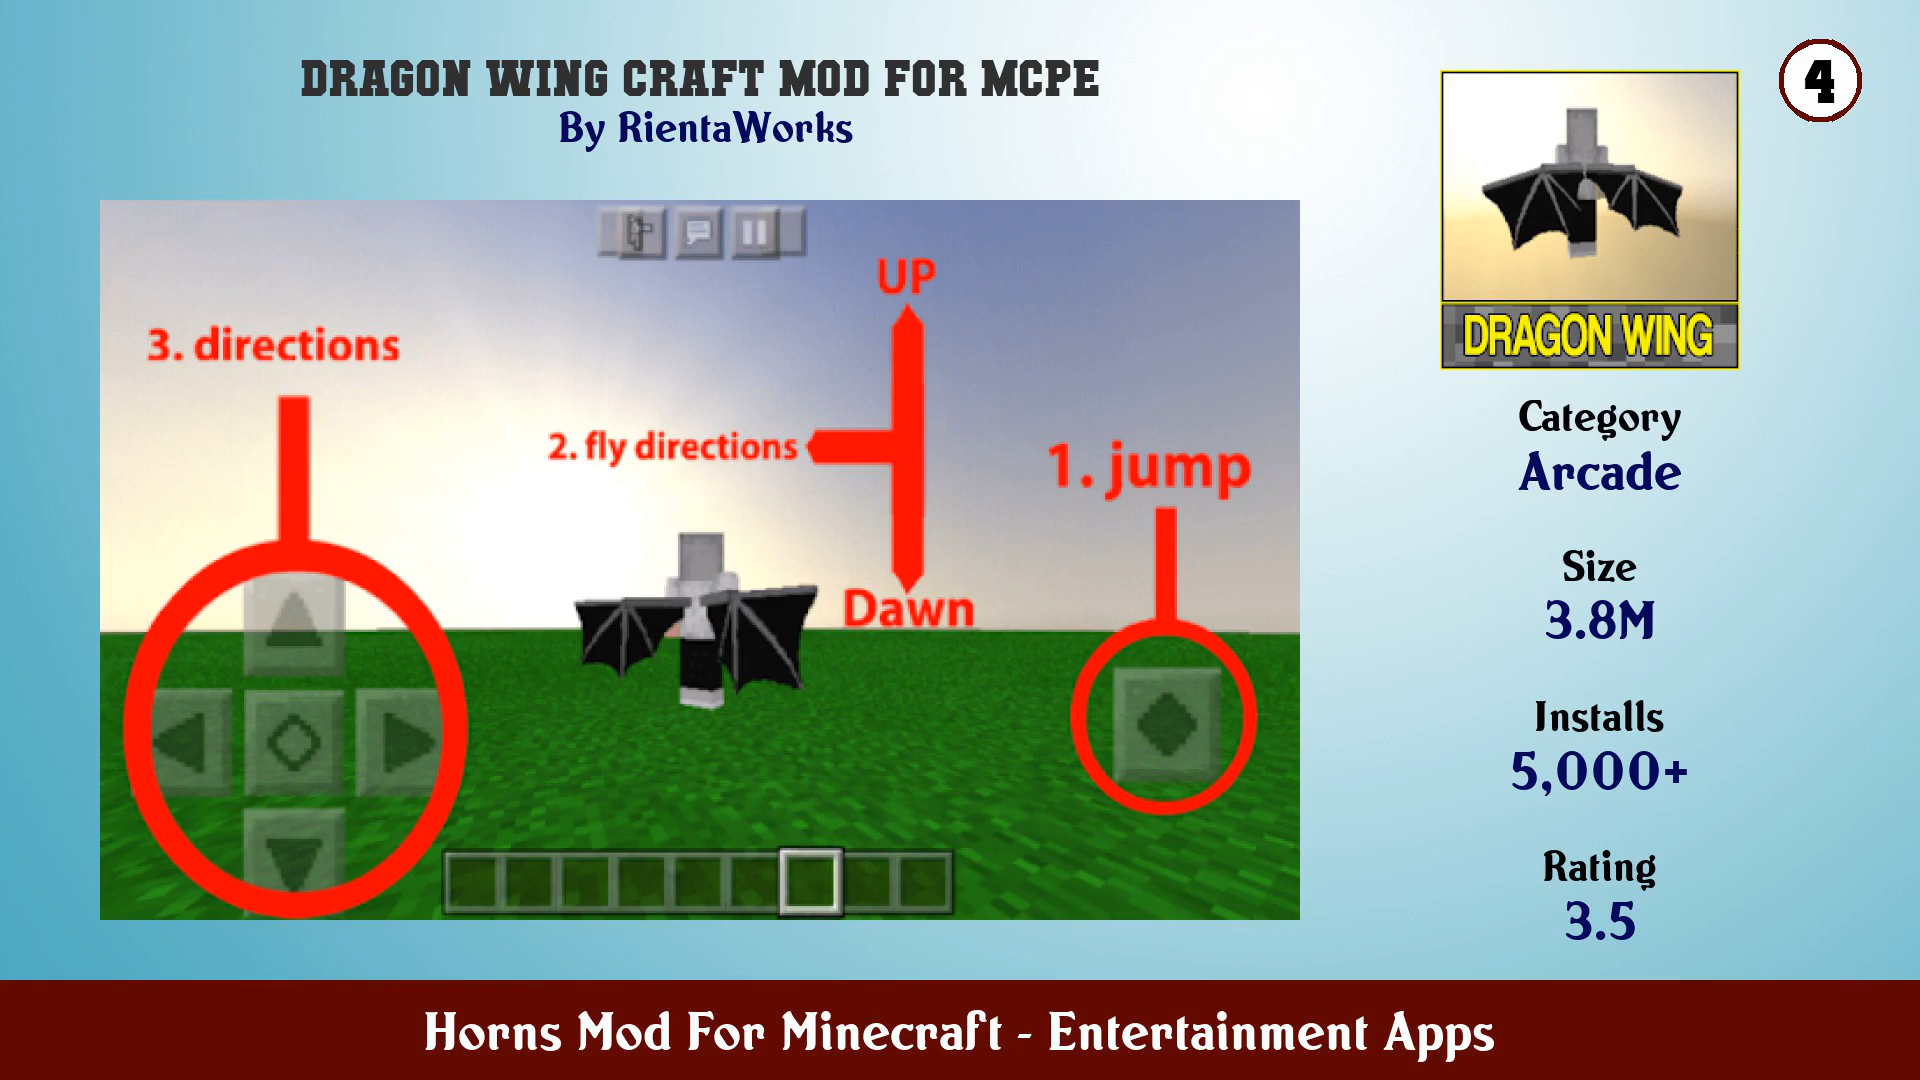 DRAGON WING CRAFT MOD FOR MCPE
By RientaWorks
4
DRAGON WING
3. directions
UP
2. fly directions
1. jump
Dawn
Category
Arcade
Size
3.8M
Installs
5,000+
Rating
3.5
Horns Mod For Minecraft - Entertainment Apps